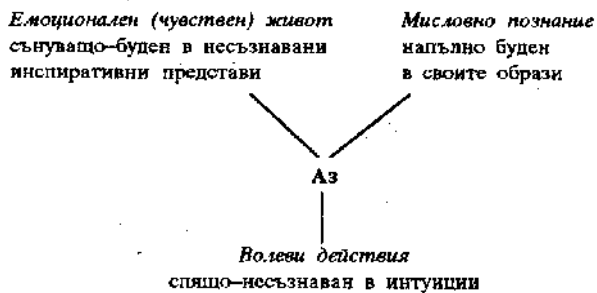 Емоционален (чувствен) живот
сънуващо-буден в несъзнавани
инспиративни представи
Мисловно познание
напълно буден
в своите образи
Аз
Волеви действия
спящо-несъзнаван в интуиции